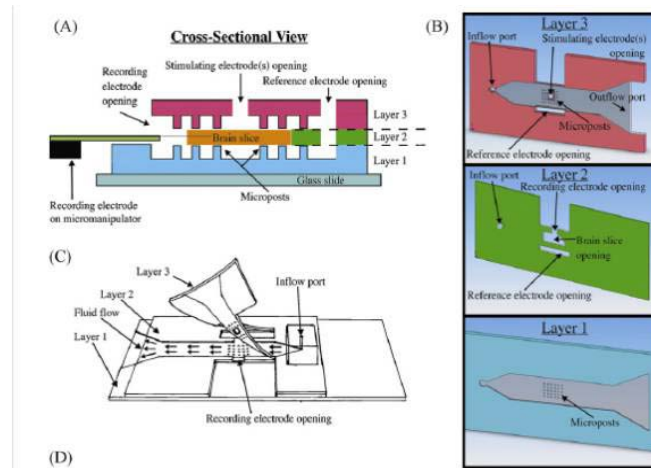 (A)
Cross-Sectional View
Stimulating electrode(s) opening
Recording
electrode
opening
Reference electrode opening
Layer 3
Layer 2
Layer 1
Brain slice
Microposts
Glass slide
Recording electrode
on micromanipulator
(B)
Layer 3
Stimulating electrode(s)
opening
Inflow port
Outflow port
Microposts
Reference electrode opening
Layer 2
Inflow port
Recording electrode opening
Brain slice
opening
Reference electrode opening
Layer 1
Microposts
(C)
Layer 3
Inflow port
Layer 2
Fluid flow
Layer 1
Recording electrode opening
(D)